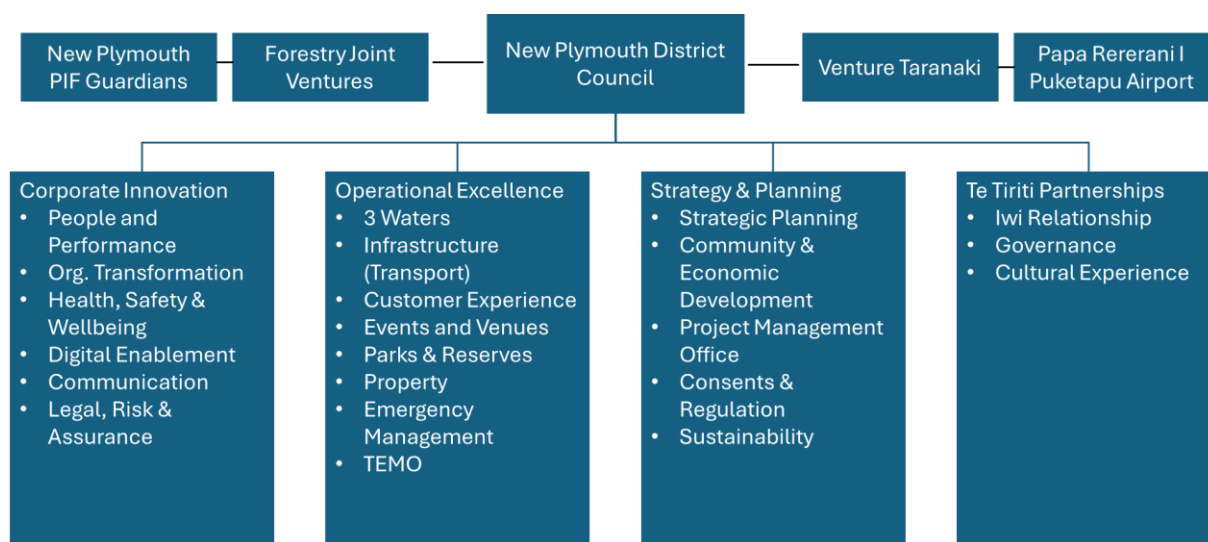 New Plymouth
PIF Guardians
Forestry Joint
Ventures
New Plymouth District
Council
Venture Taranaki
Papa Rererani I
Puketapu Airport
Corporate Innovation
• People and
Performance
• Org. Transformation
• Health, Safety &
Wellbeing
• Digital Enablement
• Communication
• Legal, Risk &
Assurance
Operational Excellence
• 3 Waters
• Infrastructure
(Transport)
• Customer Experience
• Events and Venues
• Parks & Reserves
• Property
• Emergency
Management
• TEMO
Strategy & Planning
• Strategic Planning
• Community &
Economic
Development
• Project Management
Office
• Consents &
Regulation
• Sustainability
Te Tiriti Partnerships
• Iwi Relationship
• Governance
• Cultural Experience